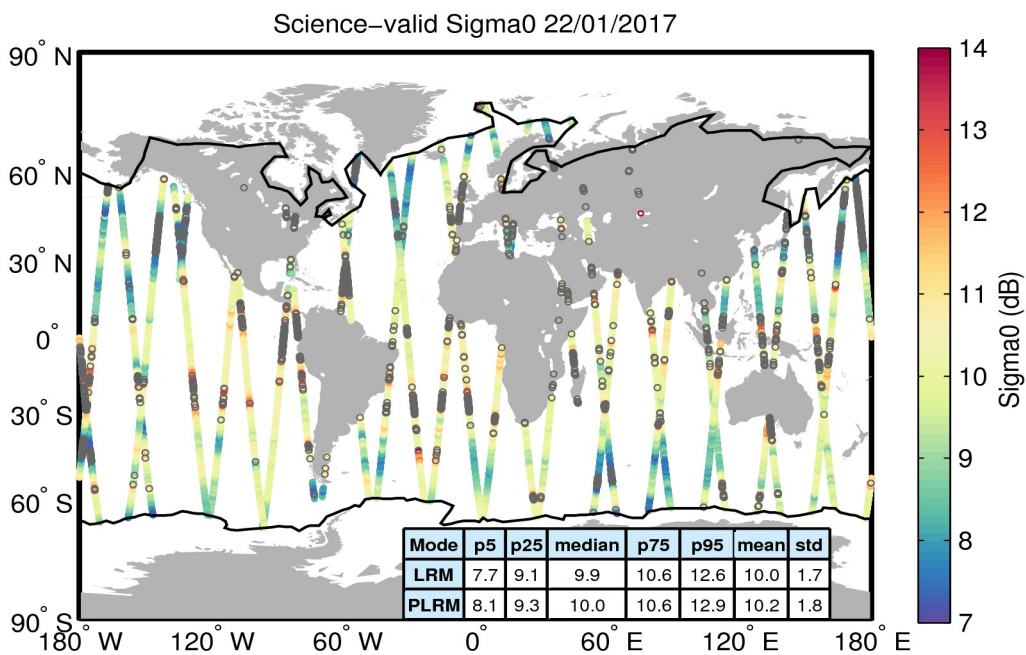 Science−valid Sigma0 22/01/2017
90° N
60° N
30° N
0°
30° S
60° S
90° S
180° W 120° W 60° W 0° 60° E 120° E 180° E
14
13
12
11
10
9
8
7
Sigma0 (dB)
Mode p5 p25 median p75 p95 mean std
LRM 7.7 9.1 9.9 10.6 12.6 10.0 1.7
PLRM 8.1 9.3 10.0 10.6 12.9 10.2 1.8